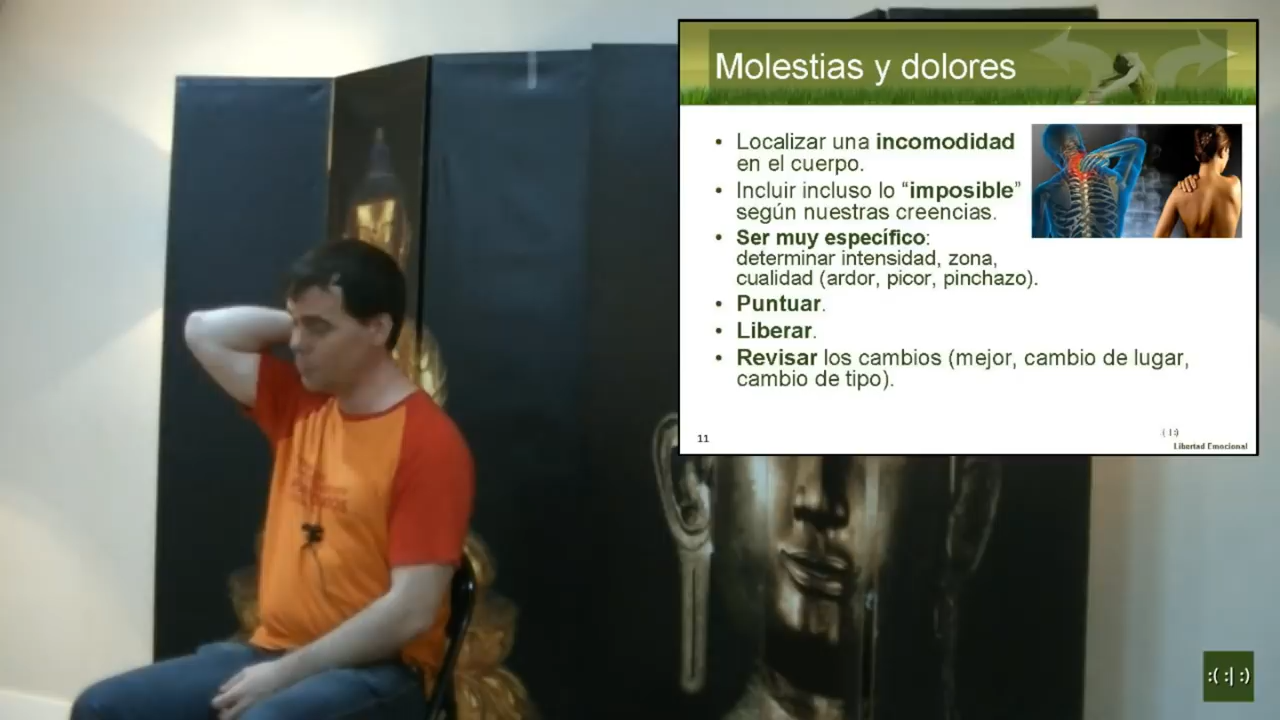 Molestias y dolores
• Localizar una incomodidad
en el cuerpo.
• Incluir incluso lo “imposible”
según nuestras creencias.
• Ser muy específico:
determinar intensidad, zona,
cualidad (ardor, picor, pinchazo).
• Puntuar.
• Liberar.
• Revisar los cambios (mejor, cambio de lugar,
cambio de tipo).
11
:( |:)
Libertad Emocional
:( :| :)